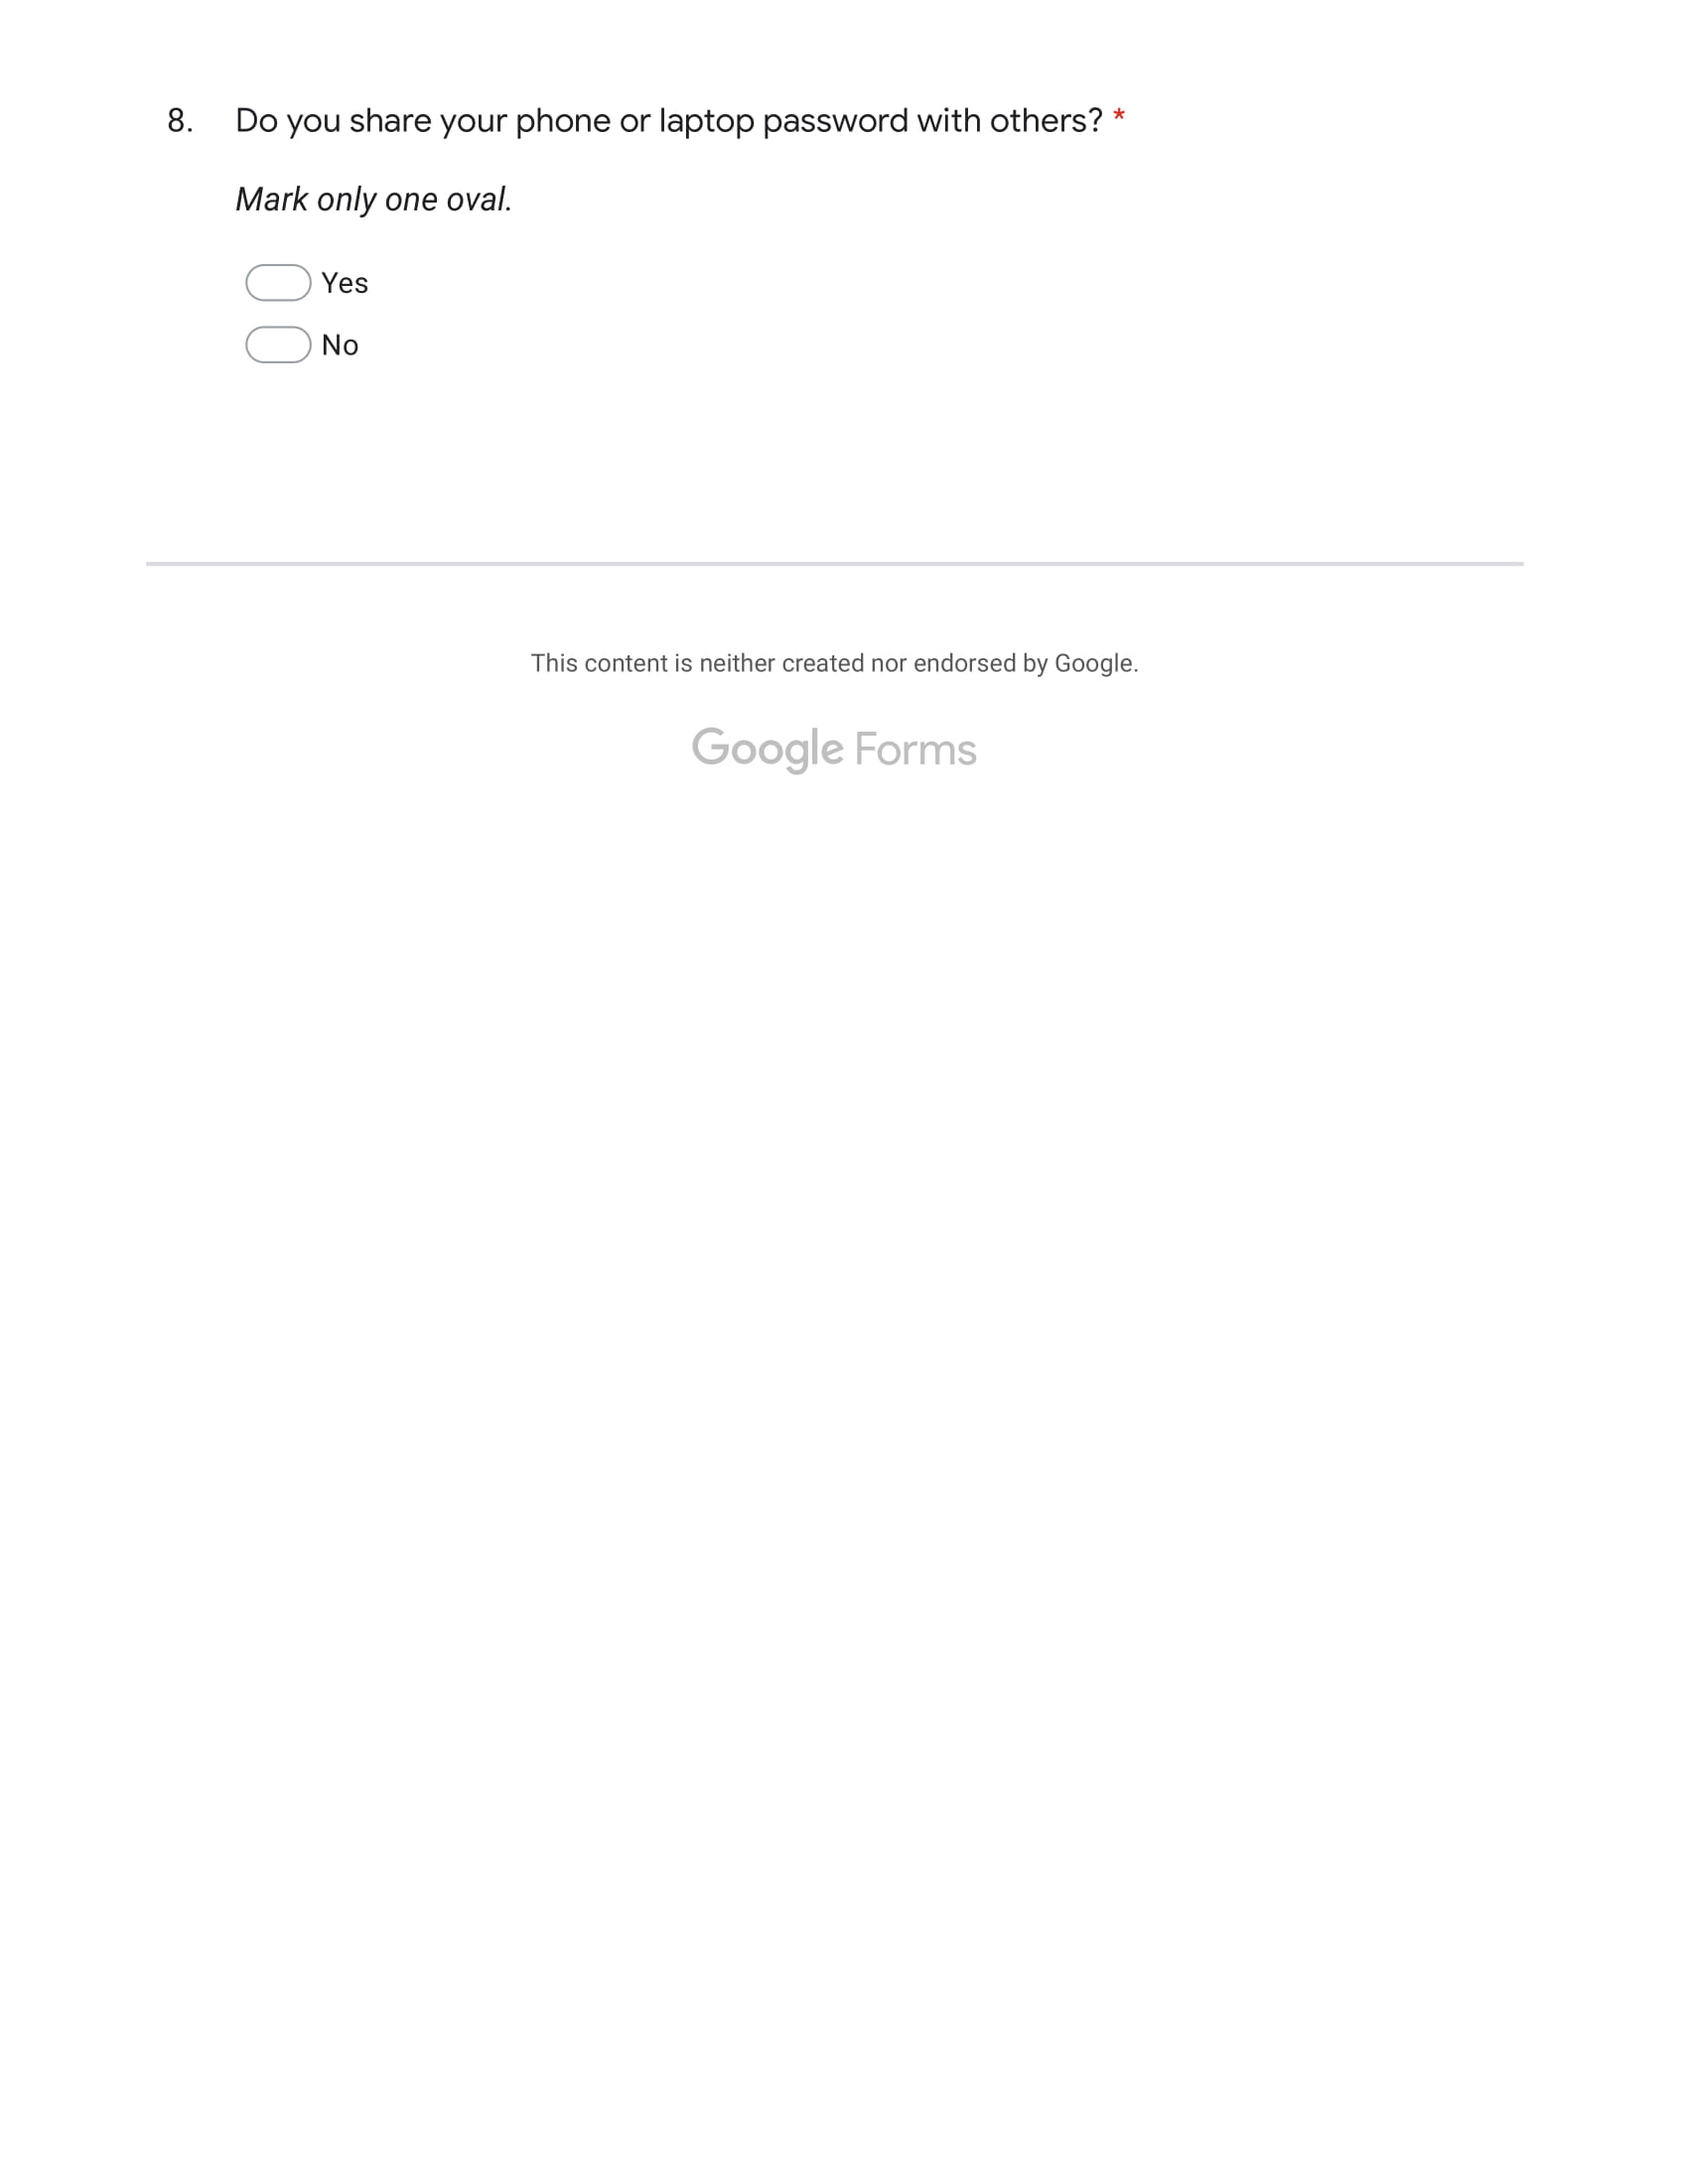 8. Do you share your phone or laptop password with others? *
Mark only one oval.
Yes
No
This content is neither created nor endorsed by Google.
Google Forms